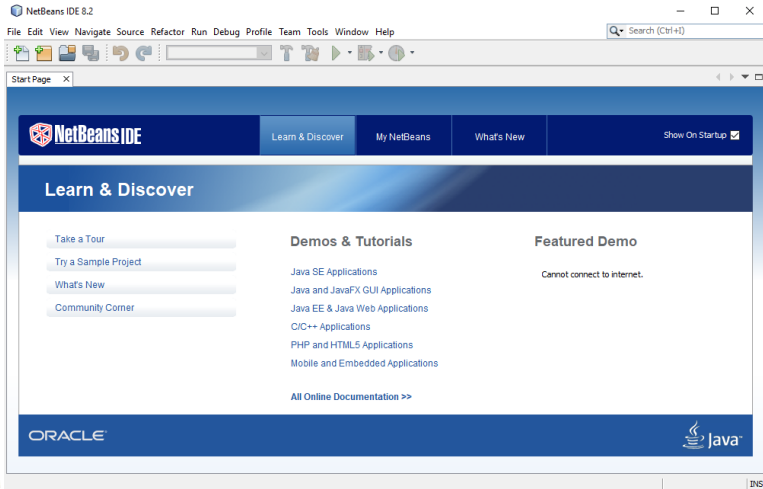 NetBeans IDE 8.2
File Edit View Navigate Source Refactor Run Debug Profile Team Tools Window Help
Search (Ctrl+I)
Start Page
NetBeans IDE
Learn & Discover
My NetBeans
What's New
Show On Startup
Learn & Discover
Take a Tour
Try a Sample Project
What's New
Community Corner
Demos & Tutorials
Java SE Applications
Java and JavaFX GUI Applications
Java EE & Java Web Applications
C/C++ Applications
PHP and HTML5 Applications
Mobile and Embedded Applications
All Online Documentation >>
Featured Demo
Cannot connect to internet.
ORACLE
Java
INS